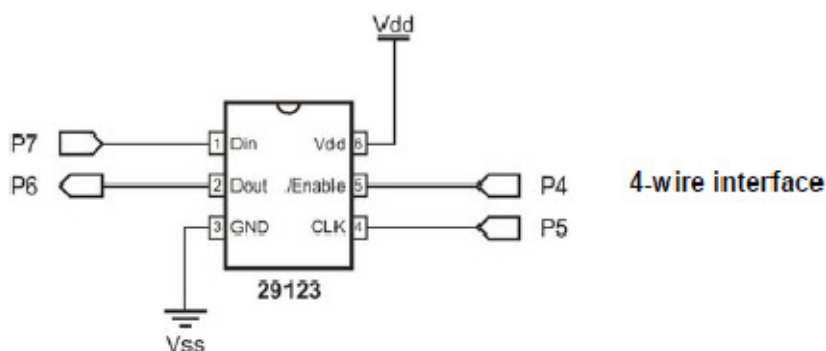 Vdd
P7 1 Din Vdd 6
P6 2 Dout /Enable 5 P4 4-wire interface
3 GND CLK 4 P5
29123
Vss